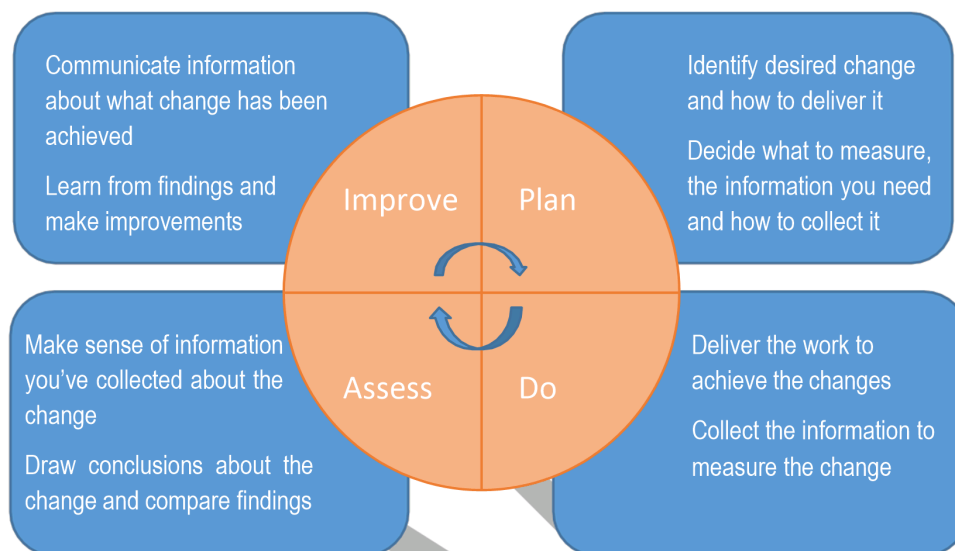 Communicate information
about what change has been
achieved
Learn from findings and
make improvements
Identify desired change
and how to deliver it
Decide what to measure,
the information you need
and how to collect it
Improve
Plan
Assess
Do
Make sense of information
you’ve collected about the
change
Draw conclusions about the
change and compare findings
Deliver the work to
achieve the changes
Collect the information to
measure the change